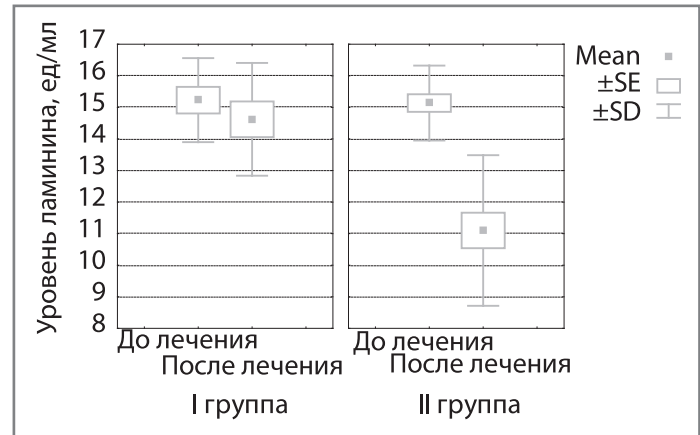 Уровень ламинина, ед/мл
17
16
15
14
13
12
11
10
9
8
До лечения
После лечения
I группа
До лечения
После лечения
II группа
Mean
±SE
±SD